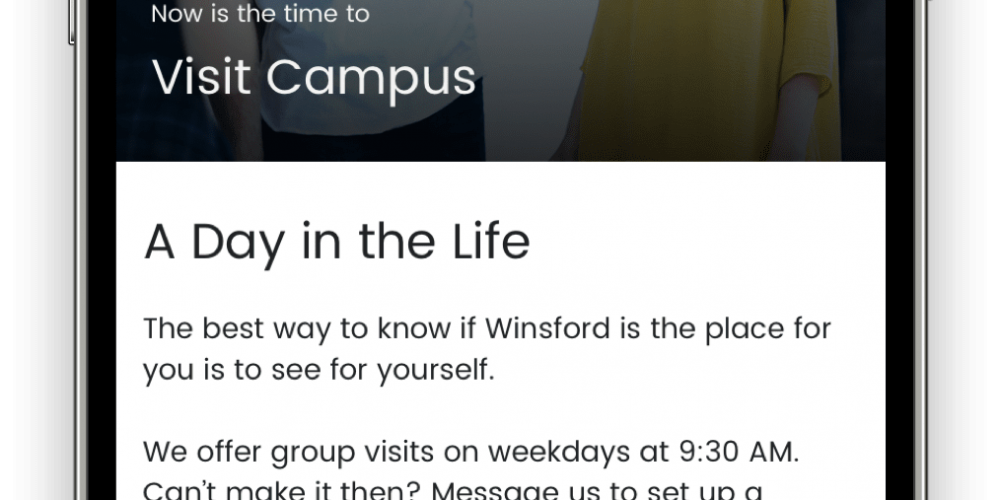 Now is the time to
Visit Campus
A Day in the Life
The best way to know if Winsford is the place for
you is to see for yourself.
We offer group visits on weekdays at 9:30 AM.
Can't make it then? Message us to set up a